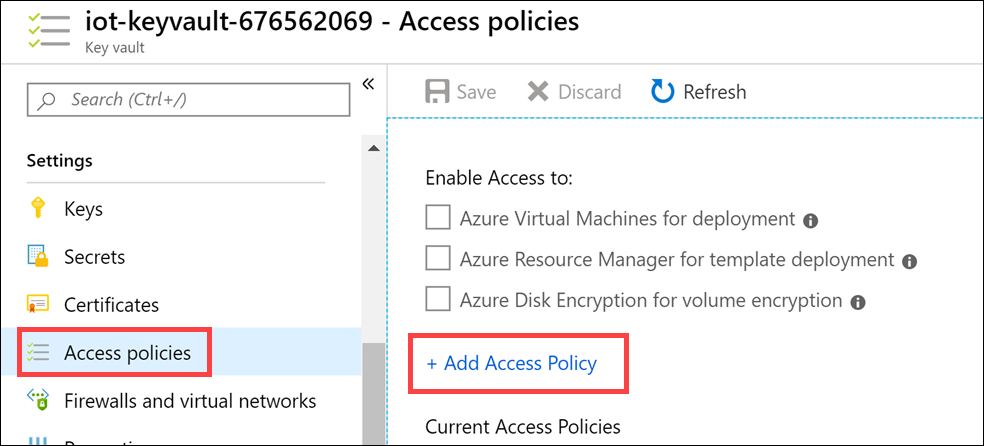 iot-keyvault-676562069 - Access policies
Key vault
Search (Ctrl+/)
«
Settings
Keys
Secrets
Certificates
Access policies
Firewalls and virtual networks
Save Discard Refresh
Enable Access to:
Azure Virtual Machines for deployment
Azure Resource Manager for template deployment
Azure Disk Encryption for volume encryption
+ Add Access Policy
Current Access Policies